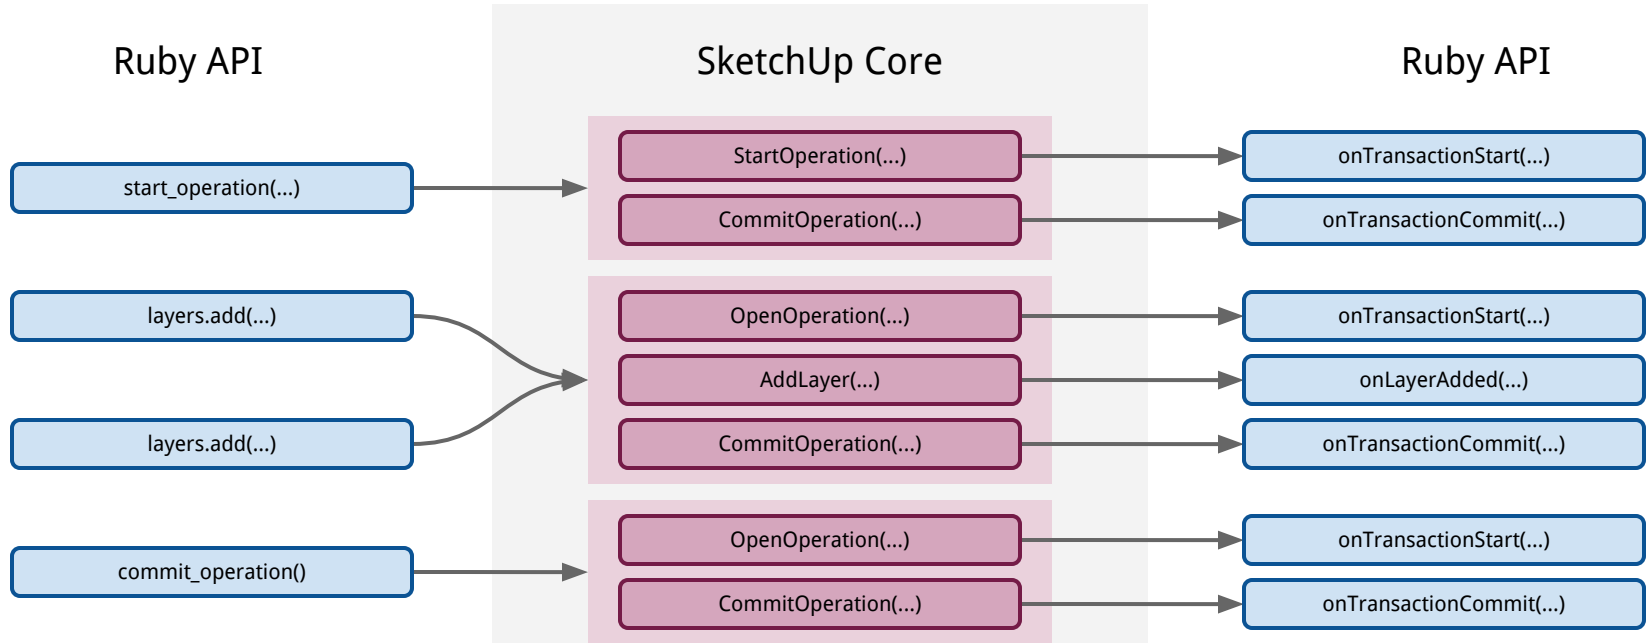 Ruby API
SketchUp Core
Ruby API
start_operation(...)
StartOperation(...)
onTransactionStart(...)
CommitOperation(...)
onTransactionCommit(...)
layers.add(...)
OpenOperation(...)
onTransactionStart(...)
AddLayer(...)
onLayerAdded(...)
layers.add(...)
CommitOperation(...)
onTransactionCommit(...)
commit_operation()
OpenOperation(...)
onTransactionStart(...)
CommitOperation(...)
onTransactionCommit(...)